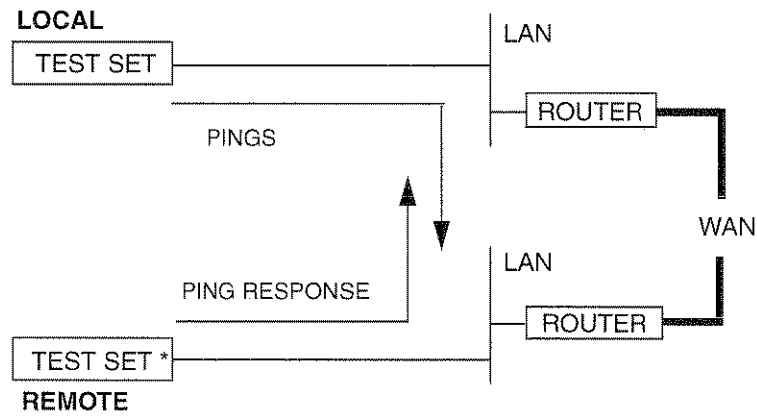 LOCAL
TEST SET
LAN
ROUTER
PINGS
WAN
LAN
PING RESPONSE
ROUTER
TEST SET *
REMOTE